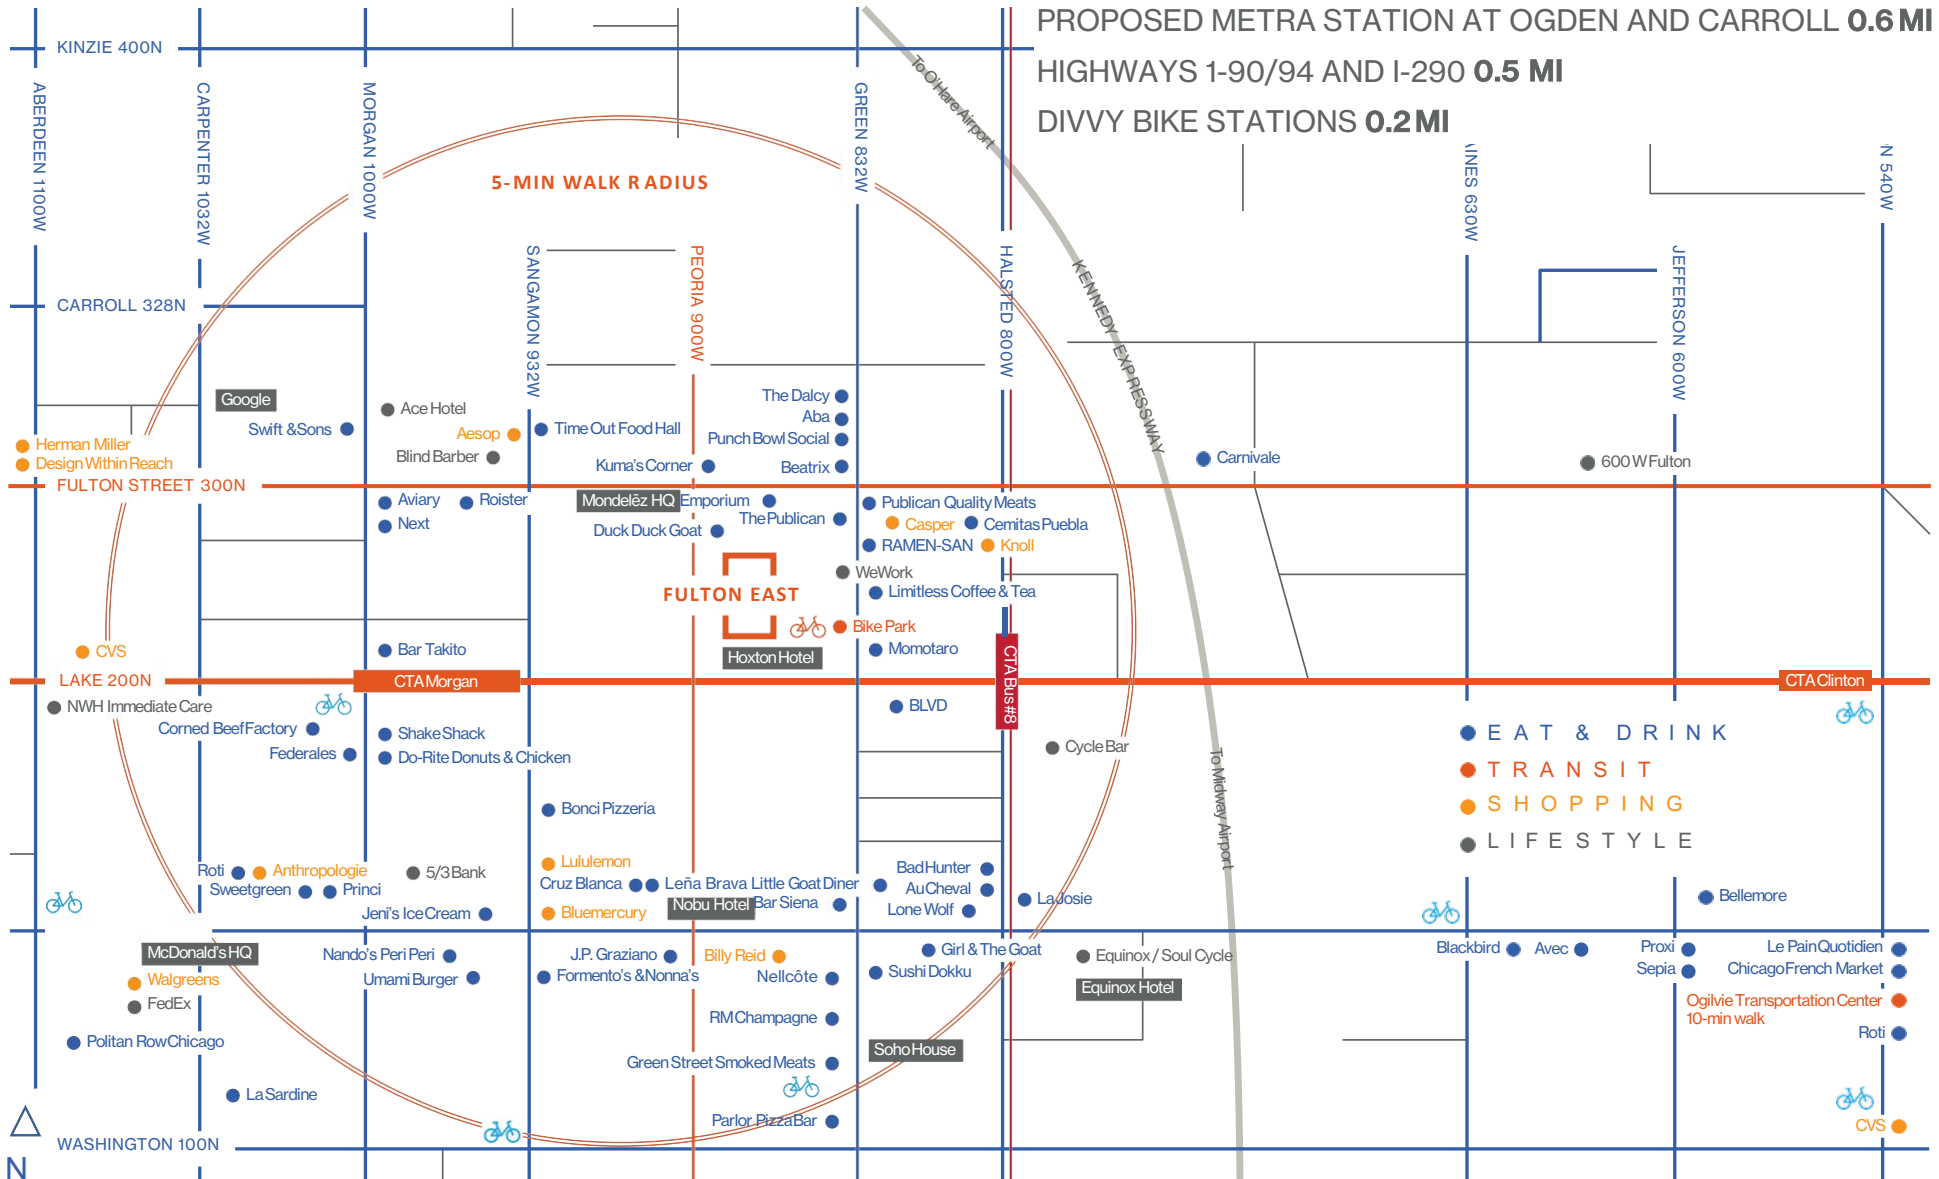 PROPOSED METRA STATION AT OGDEN AND CARROLL 0.6 MI
HIGHWAYS 1-90/94 AND I-290 0.5 MI
DIVVY BIKE STATIONS 0.2 MI
KINZIE 400N
ABERDEEN 1100W
CARPENTER 1032W
MORGAN 1000W
GREEN 832W
To O'Hare Airport
INES 630W
N 540W
5-MIN WALK RADIUS
SANGAMON 932W
PEORIA 900W
HALSTED 800W
KENNEDY EXPRESSWAY
JEFFERSON 600W
CARROLL 328N
Google
Swift & Sons
Ace Hotel
Aesop
Blind Barber
Time Out Food Hall
Kuma's Corner
The Dalcy
Aba
Punch Bowl Social
Beatrix
Herman Miller
Design Within Reach
Carnivale
600 W Fulton
FULTON STREET 300N
Aviary
Roister
Next
Mondelēz HQ
Emporium
The Publican
Duck Duck Goat
Publican Quality Meats
Casper
Cemitas Puebla
RAMEN-SAN
Knoll
WeWork
Limitless Coffee & Tea
FULTON EAST
Bike Park
Momotaro
Hoxton Hotel
CVS
Bar Takito
LAKE 200N
CTA Morgan
CTA Bus #8
CTA Clinton
NWH Immediate Care
Corned Beef Factory
Federales
Shake Shack
Do-Rite Donuts & Chicken
BLVD
Cycle Bar
To Midway Airport
EAT & DRINK
TRANSIT
SHOPPING
LIFESTYLE
Bonci Pizzeria
Roti
Anthropologie
Sweetgreen
Princi
5/3 Bank
Jeni's Ice Cream
Lululemon
Cruz Blanca
Leña Brava
Little Goat Diner
Bluemercury
Nobu Hotel
Bar Siena
Bad Hunter
Au Cheval
Lone Wolf
La Josie
Bellemore
McDonald's HQ
Nando's Peri Peri
Umami Burger
J.P. Graziano
Billy Reid
Formento's & Nonna's
Nellcôte
Girl & The Goat
Sushi Dokku
Equinox / Soul Cycle
Equinox Hotel
Blackbird
Avec
Proxi
Sepia
Le Pain Quotidien
Chicago French Market
Ogilvie Transportation Center
10-min walk
Roti
Walgreens
FedEx
Politan Row Chicago
RM Champagne
Green Street Smoked Meats
Soho House
La Sardine
Parlor Pizza Bar
CVS
WASHINGTON 100N
N